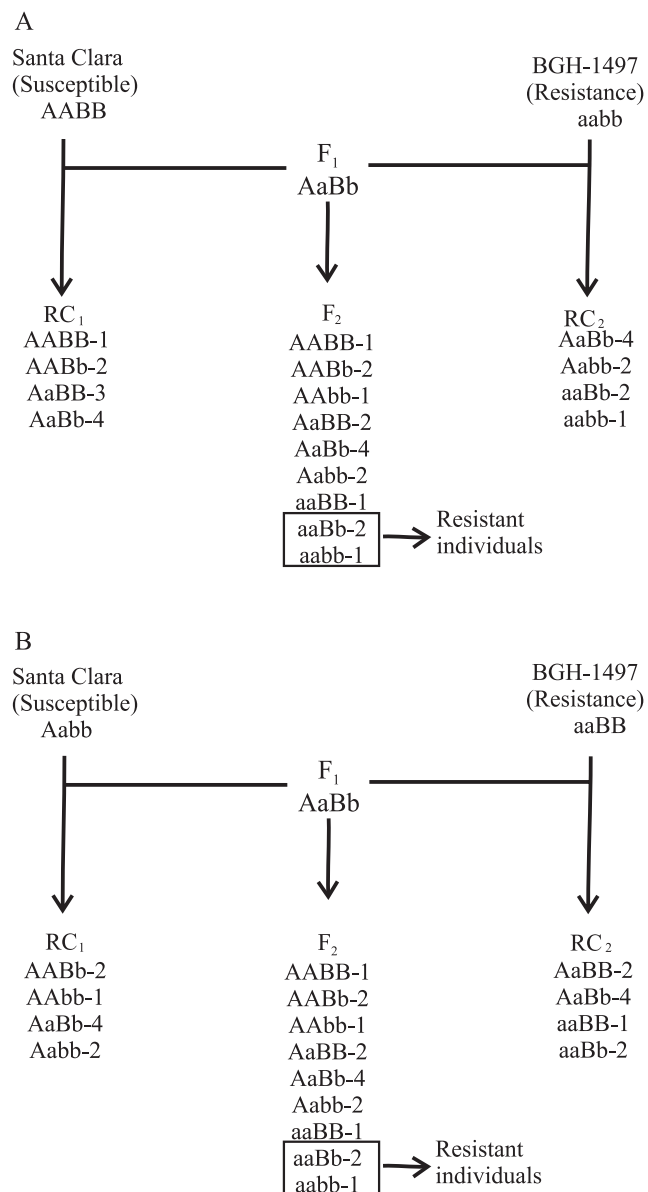 A
Santa Clara
(Susceptible)
AABB
BGH-1497
(Resistance)
aabb
F₁
AaBb
RC₁
AABB-1
AABb-2
AaBB-3
AaBb-4
F₂
AABB-1
AABb-2
AAbb-1
AaBB-2
AaBb-4
Aabb-2
aaBB-1
aaBb-2
aabb-1
Resistant
individuals
RC₂
AaBb-4
Aabb-2
aaBb-2
aabb-1
B
Santa Clara
(Susceptible)
Aabb
BGH-1497
(Resistance)
aaBB
F₁
AaBb
RC₁
AABb-2
AAbb-1
AaBb-4
Aabb-2
F₂
AABB-1
AABb-2
AAbb-1
AaBB-2
AaBb-4
Aabb-2
aaBB-1
aaBb-2
aabb-1
Resistant
individuals
RC₂
AaBB-2
AaBb-4
aaBB-1
aaBb-2